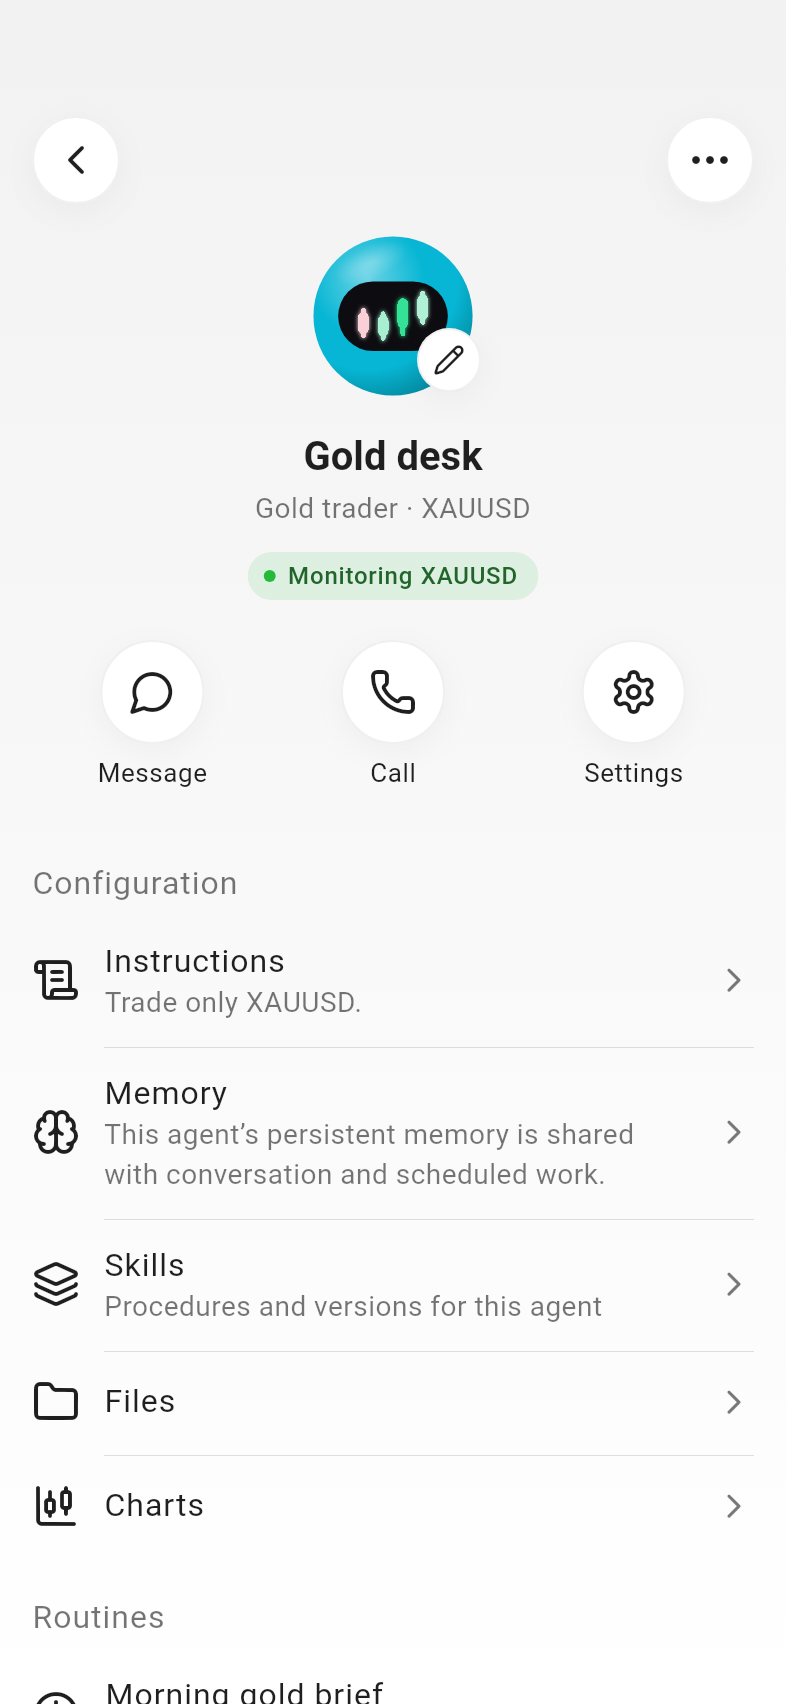 Gold desk
Gold trader · XAUUSD
Monitoring XAUUSD
Message
Call
Settings
Configuration
Instructions
Trade only XAUUSD.
Memory
This agent’s persistent memory is shared
with conversation and scheduled work.
Skills
Procedures and versions for this agent
Files
Charts
Routines
Morning gold brief